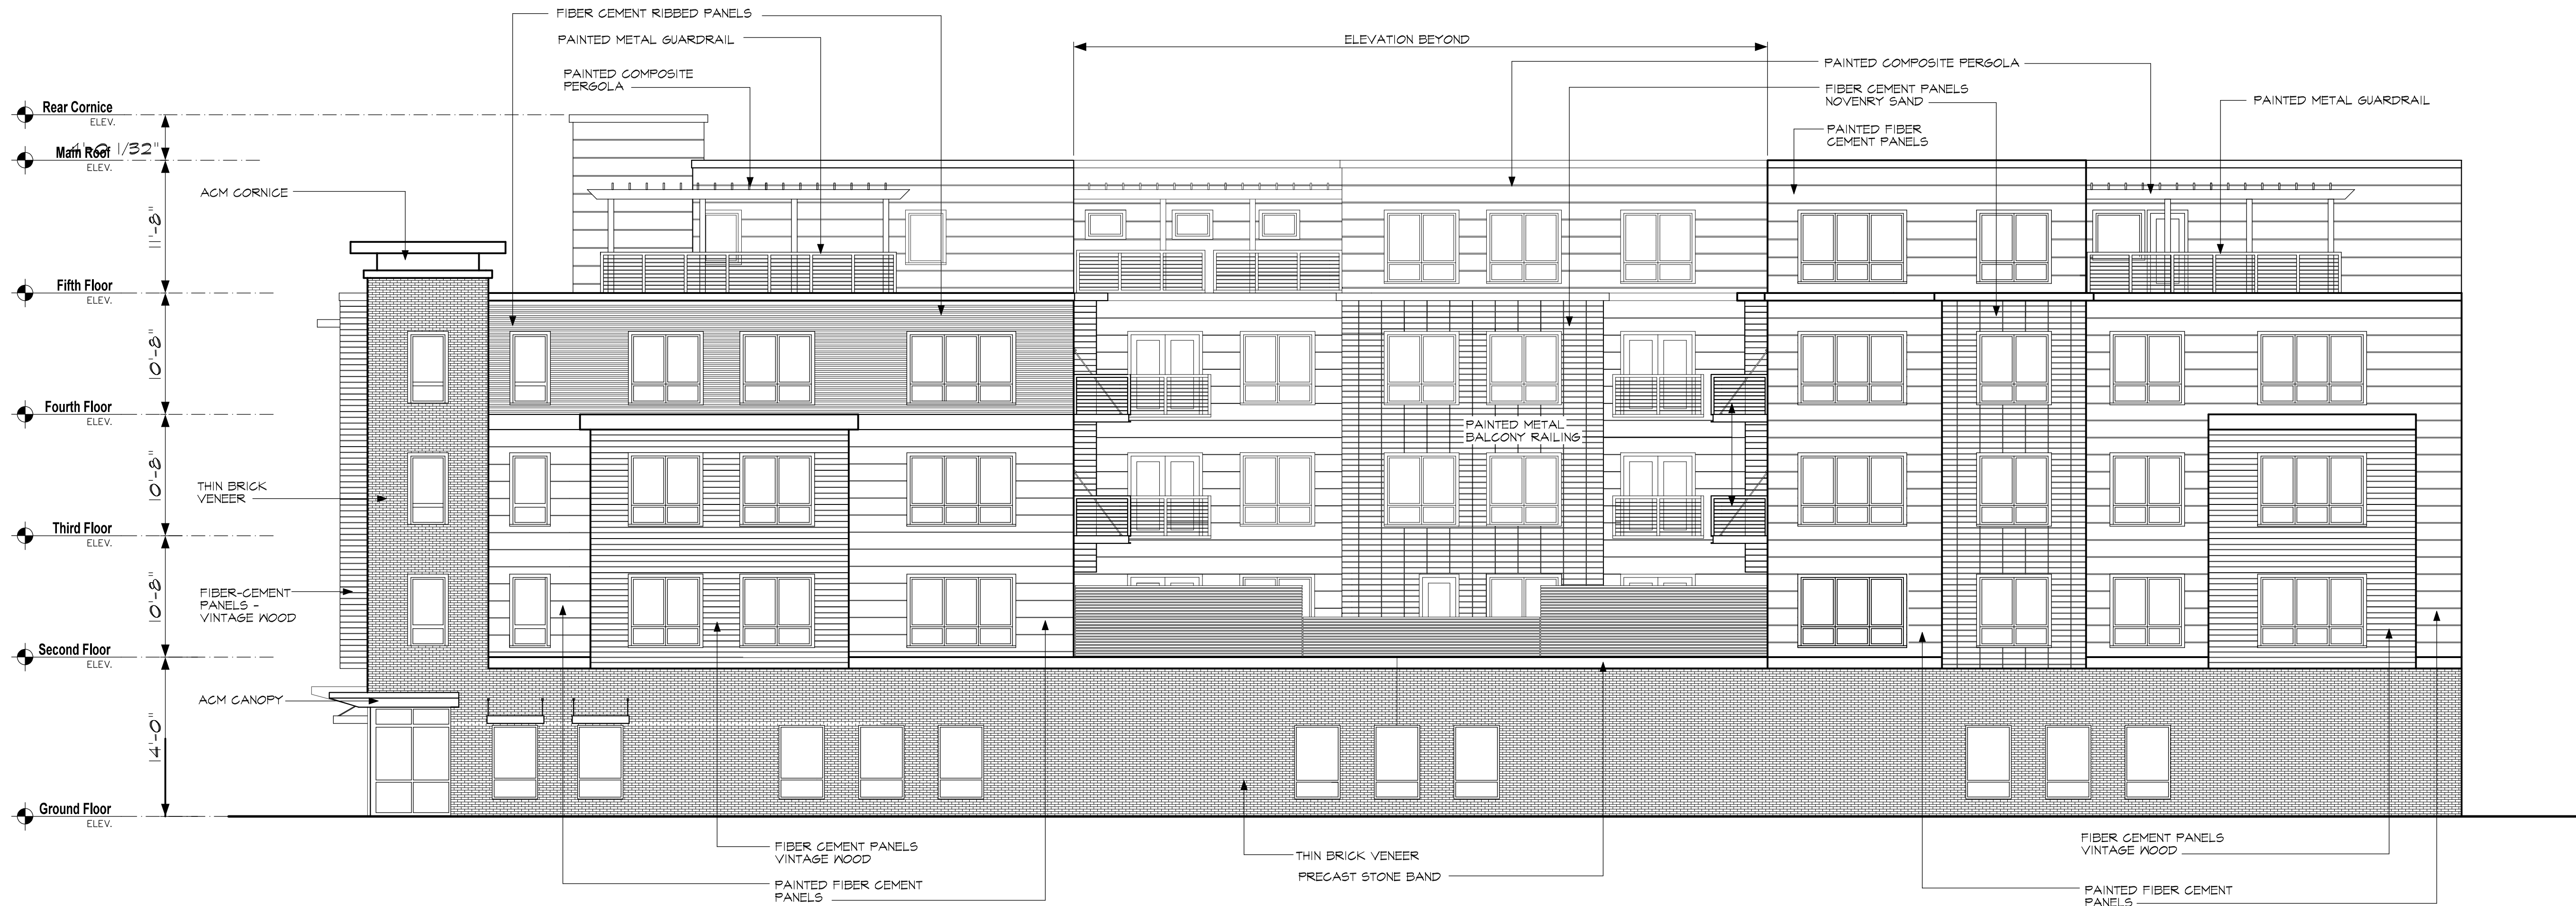 FIBER CEMENT RIBBED PANELS
PAINTED METAL GUARDRAIL
PAINTED COMPOSITE
PERGOLA
ELEVATION BEYOND
PAINTED COMPOSITE PERGOLA
FIBER CEMENT PANELS
NOVENRY SAND
PAINTED METAL GUARDRAIL
PAINTED FIBER
CEMENT PANELS
Rear Cornice
ELEV.
Main Roof
ELEV.
1/32"
ACM CORNICE
11'-8"
Fifth Floor
ELEV.
10'-8"
Fourth Floor
ELEV.
PAINTED METAL
BALCONY RAILING
10'-8"
THIN BRICK
VENEER
Third Floor
ELEV.
10'-8"
FIBER-CEMENT
PANELS -
VINTAGE WOOD
Second Floor
ELEV.
ACM CANOPY
14'-0"
Ground Floor
ELEV.
FIBER CEMENT PANELS
VINTAGE WOOD
THIN BRICK VENEER
PRECAST STONE BAND
PAINTED FIBER CEMENT
PANELS
FIBER CEMENT PANELS
VINTAGE WOOD
PAINTED FIBER CEMENT
PANELS